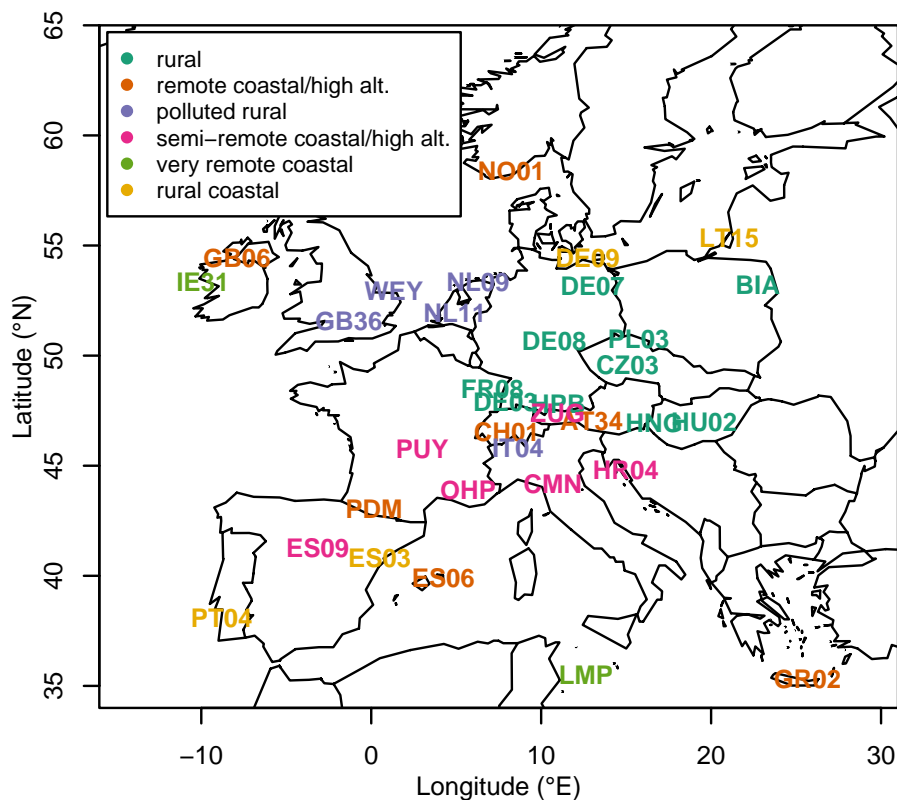 65
60
55
50
45
40
35
Latitude (°N)
rural
remote coastal/high alt.
polluted rural
semi−remote coastal/high alt.
very remote coastal
rural coastal
NO01
LT15
GB06
DE09
IE31
WEY
NL09
DE07
BIA
GB36
NL11
DE08
PL03
CZ03
FR08
DE03
HPB
ZUG
CH01
AT34
HNG
HU02
PUY
IT04
OHP
CMN
HR04
PDM
ES09
ES03
ES06
PT04
LMP
GR02
−10
0
10
20
30
Longitude (°E)